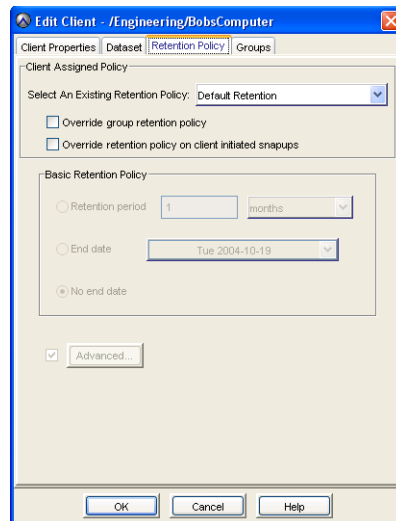 Edit Client - /Engineering/BobsComputer
Client Properties Dataset Retention Policy Groups
Client Assigned Policy
Select An Existing Retention Policy: Default Retention
Override group retention policy
Override retention policy on client initiated snapups
Basic Retention Policy
Retention period 1 months
End date Tue 2004-10-19
No end date
Advanced...
OK Cancel Help